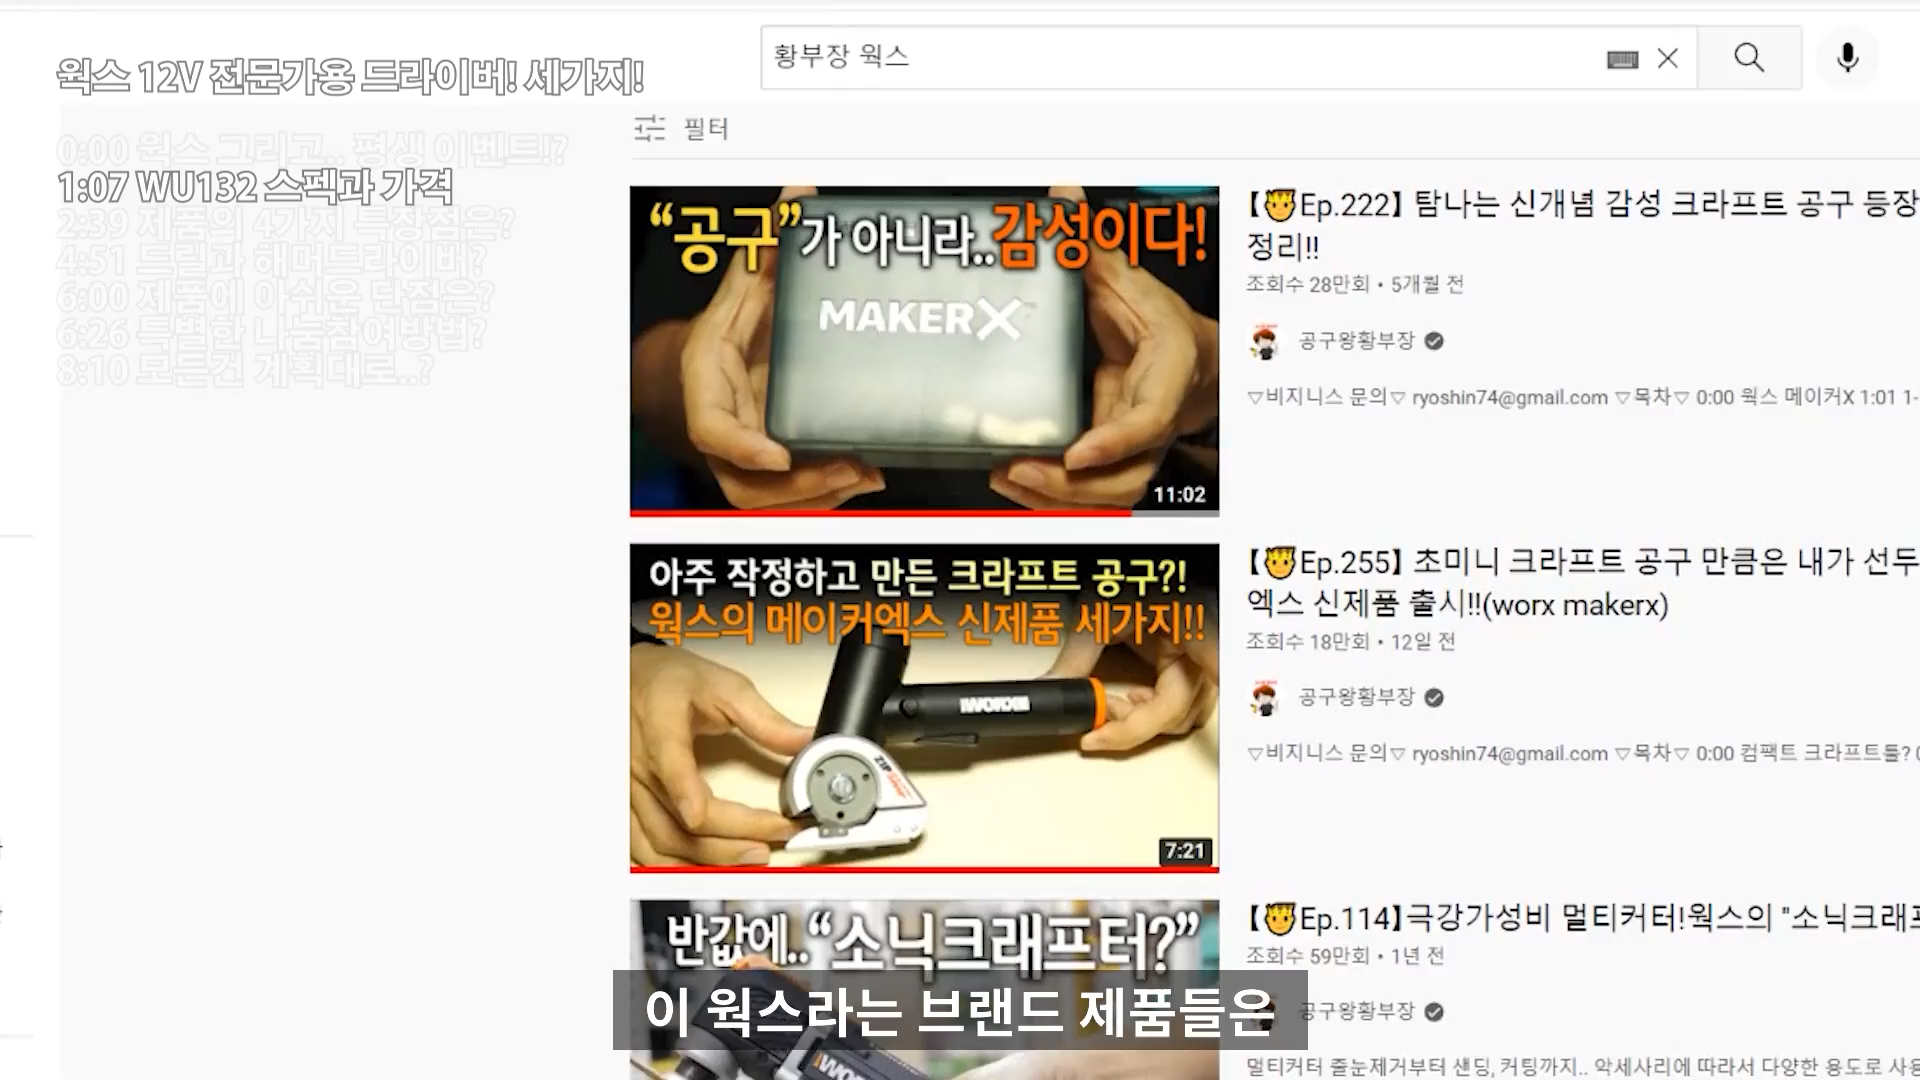 황부장 웍스
웍스 12V 전문가용 드라이버! 세가지!
0:00 웍스 그리고.. 평생 이벤트!?
1:07 WU132 스펙과 가격
2:39 제품의 4가지 특장점은?
4:51 드릴과 해머드라이버?
6:00 제품에 아쉬운 단점은?
6:26 특별한 나눔참여방법?
8:10 모든건 계획대로..?
필터
“공구”가 아니라..감성이다!
MAKERX
11:02
【Ep.222】 탐나는 신개념 감성 크라프트 공구 등장
정리!!
조회수 28만회 • 5개월 전
공구왕황부장
▽비지니스 문의▽ ryoshin74@gmail.com ▽목차▽ 0:00 웍스 메이커X 1:01 1-
아주 작정하고 만든 크라프트 공구?!
웍스의 메이커엑스 신제품 세가지!!
WORX
ZIP
7:21
【Ep.255】 초미니 크라프트 공구 만큼은 내가 선두
엑스 신제품 출시!!(worx makerx)
조회수 18만회 • 12일 전
공구왕황부장
▽비지니스 문의▽ ryoshin74@gmail.com ▽목차▽ 0:00 컴팩트 크라프트툴?
반값에..“소닉크래프터?”
【Ep.114】극강가성비 멀티커터!웍스의 "소닉크래프
조회수 59만회 • 1년 전
공구왕황부장
멀티커터 줄눈제거부터 샌딩, 커팅까지.. 악세사리에 따라서 다양한 용도로 사용
이 웍스라는 브랜드 제품들은